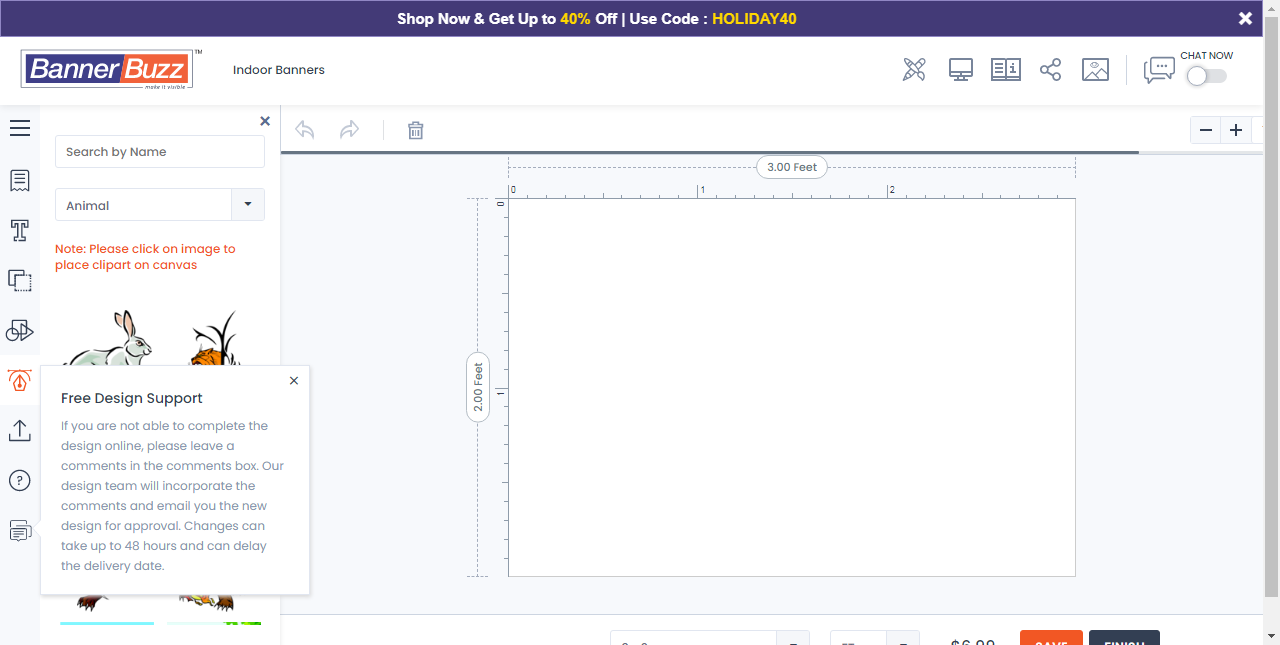 Shop Now & Get Up to 40% Off | Use Code : HOLIDAY40
BannerBuzz™
make it visible
Indoor Banners
CHAT NOW
Search by Name
Animal
Note: Please click on image to
place clipart on canvas
3.00 Feet
0 1 2
0
2.00 Feet
1
Free Design Support
If you are not able to complete the
design online, please leave a
comments in the comments box. Our
design team will incorporate the
comments and email you the new
design for approval. Changes can
take up to 48 hours and can delay
the delivery date.
$6.99
SAVE
FINISH